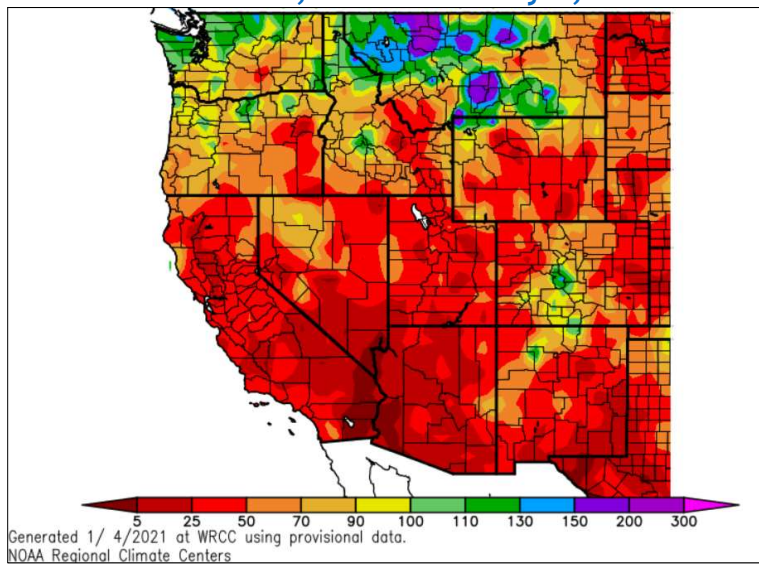 5 25 50 70 90 100 110 130 150 200 300
Generated 1/ 4/2021 at WRCC using provisional data.
NOAA Regional Climate Centers